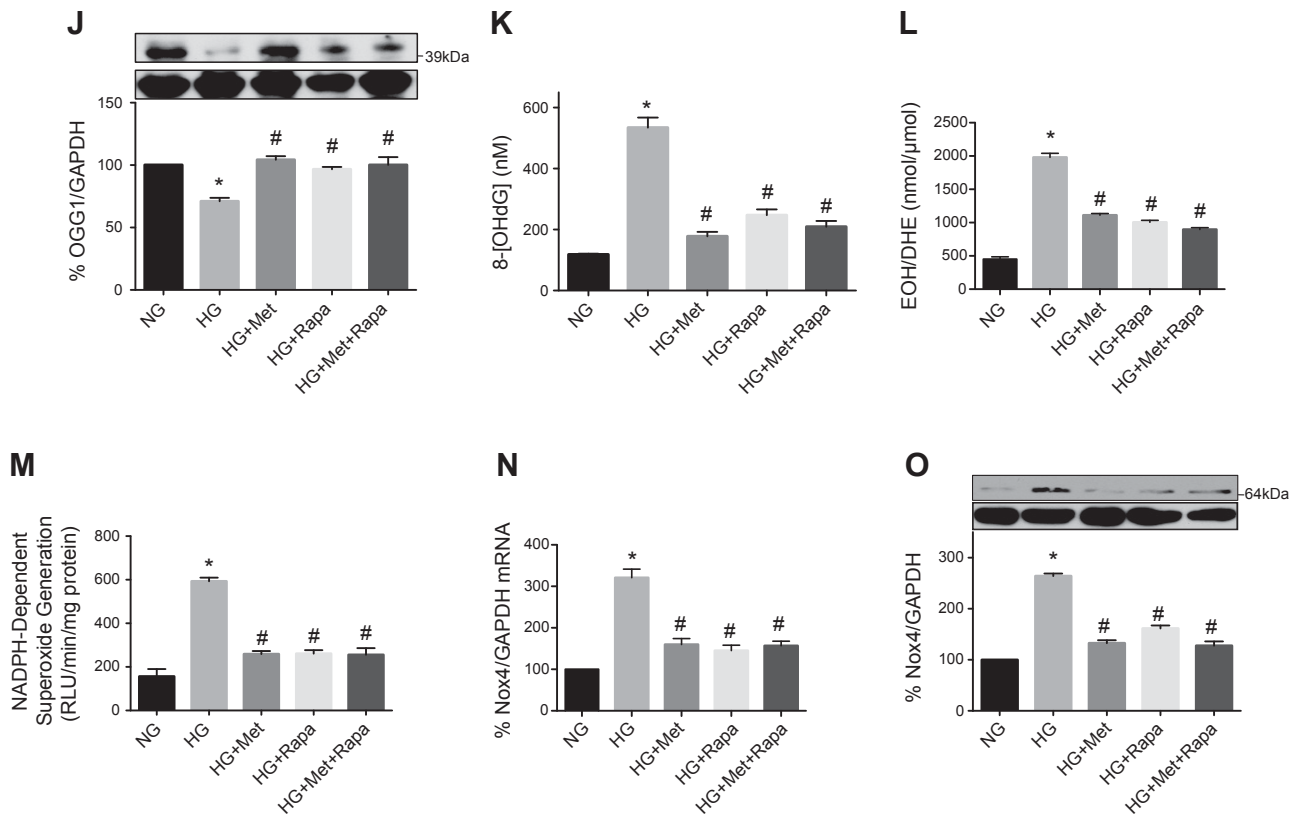 J
39kDa
% OGG1/GAPDH
150
100
50
0
*
#
#
#
NG
HG
HG+Met
HG+Rapa
HG+Met+Rapa
K
8-[OHdG] (nM)
600
400
200
0
*
#
#
#
NG
HG
HG+Met
HG+Rapa
HG+Met+Rapa
L
EOH/DHE (nmol/μmol)
2500
2000
1500
1000
500
0
*
#
#
#
NG
HG
HG+Met
HG+Rapa
HG+Met+Rapa
M
NADPH-Dependent
Superoxide Generation
(RLU/min/mg protein)
800
600
400
200
0
*
#
#
#
NG
HG
HG+Met
HG+Rapa
HG+Met+Rapa
N
% Nox4/GAPDH mRNA
400
300
200
100
0
*
#
#
#
NG
HG
HG+Met
HG+Rapa
HG+Met+Rapa
O
64kDa
% Nox4/GAPDH
300
200
100
0
*
#
#
#
NG
HG
HG+Met
HG+Rapa
HG+Met+Rapa